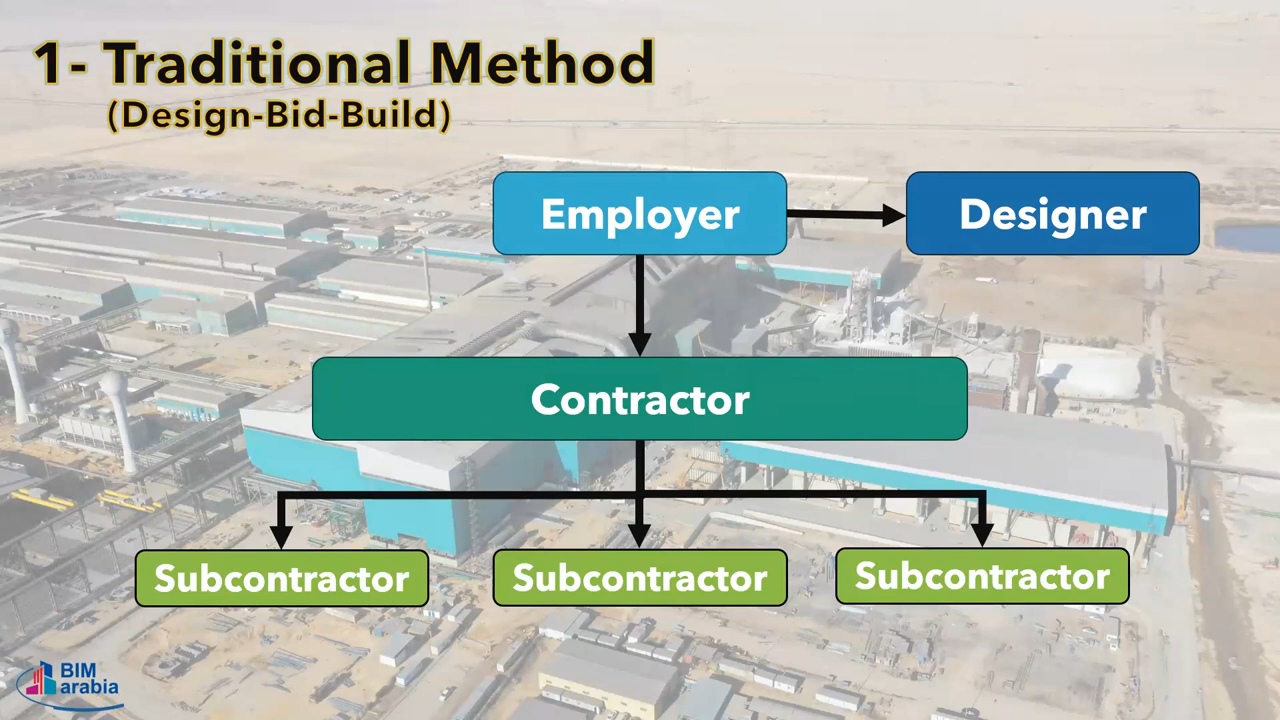 1- Traditional Method
(Design-Bid-Build)
Employer
Designer
Contractor
Subcontractor
Subcontractor
Subcontractor
BIM
arabia